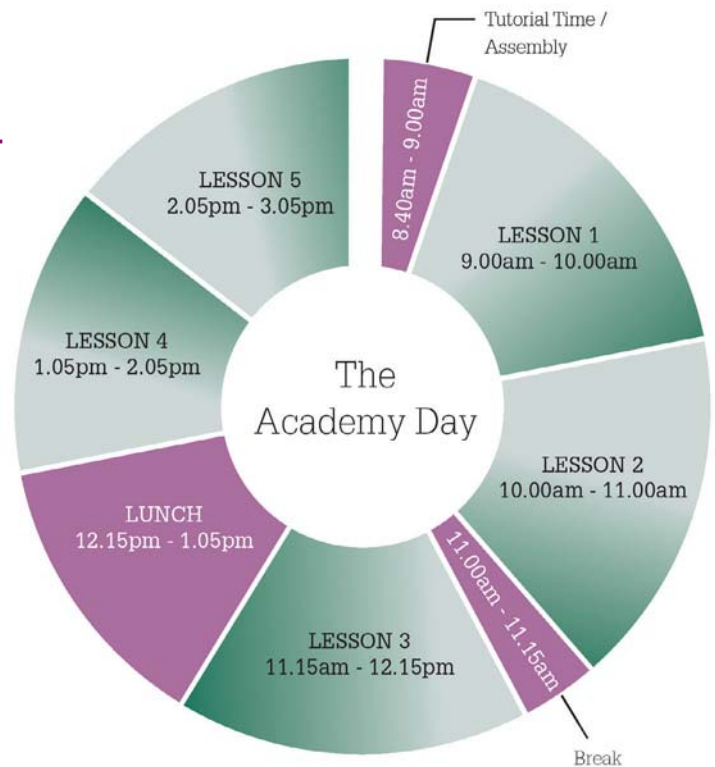 Tutorial Time /
Assembly
8.40am - 9.00am
LESSON 1
9.00am - 10.00am
LESSON 2
10.00am - 11.00am
11.00am - 11.15am
Break
LESSON 3
11.15am - 12.15pm
LUNCH
12.15pm - 1.05pm
LESSON 4
1.05pm - 2.05pm
LESSON 5
2.05pm - 3.05pm
The
Academy Day